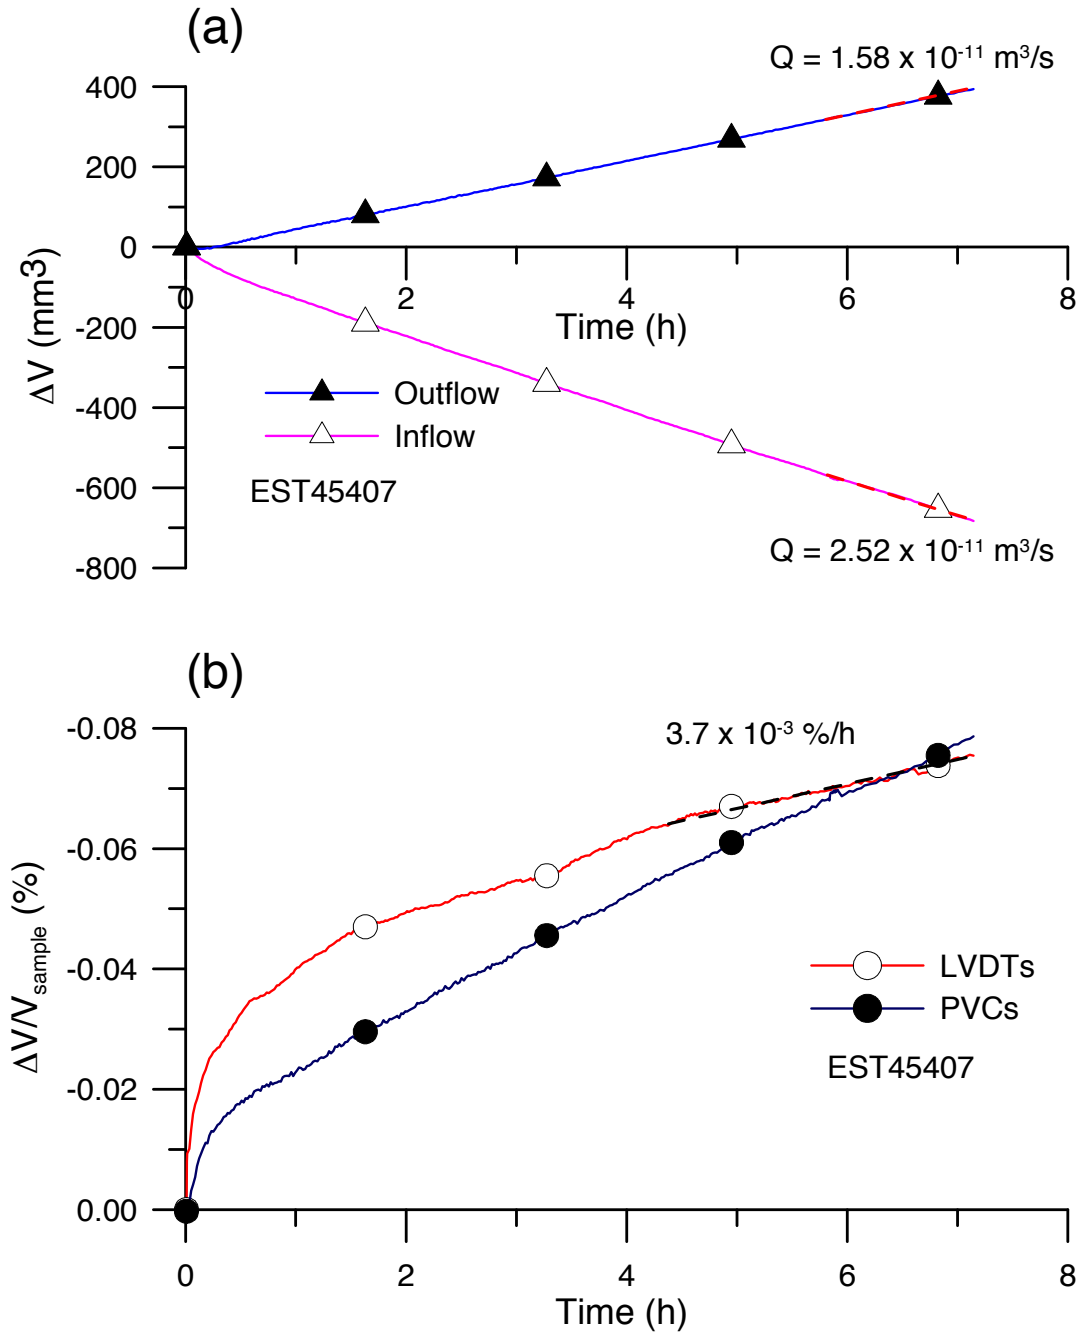 (a)
Q = 1.58 x 10⁻¹¹ m³/s
400
200
0
-200
-400
-600
-800
ΔV (mm3)
0 2 4 6 8
Time (h)
Outflow
Inflow
EST45407
Q = 2.52 x 10⁻¹¹ m³/s
(b)
-0.08
-0.06
-0.04
-0.02
0.00
ΔV/Vsample (%)
3.7 x 10⁻³ %/h
LVDTs
PVCs
EST45407
0 2 4 6 8
Time (h)